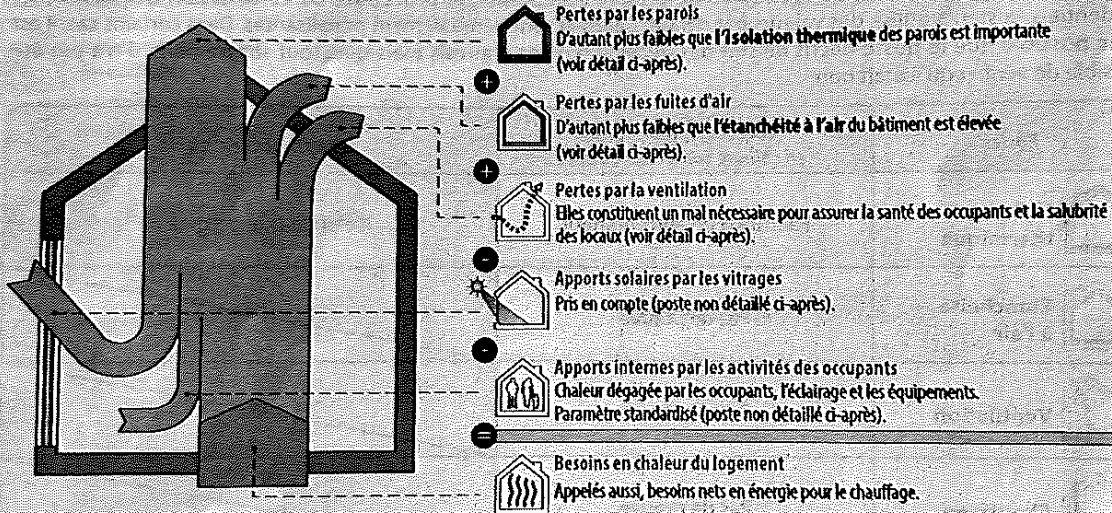 Pertes par les parois
D'autant plus faibles que l'isolation thermique des parois est importante
(voir détail ci-après).
+
Pertes par les fuites d'air
D'autant plus faibles que l'étanchéité à l'air du bâtiment est élevée
(voir détail ci-après).
+
Pertes par la ventilation
Elles constituent un mal nécessaire pour assurer la santé des occupants et la salubrité
des locaux (voir détail ci-après).
-
Apports solaires par les vitrages
Pris en compte (poste non détaillé ci-après).
-
Apports internes par les activités des occupants
Chaleur dégagée par les occupants, l'éclairage et les équipements.
Paramètre standardisé (poste non détaillé ci-après).
=
Besoins en chaleur du logement
Appelés aussi, besoins nets en énergie pour le chauffage.